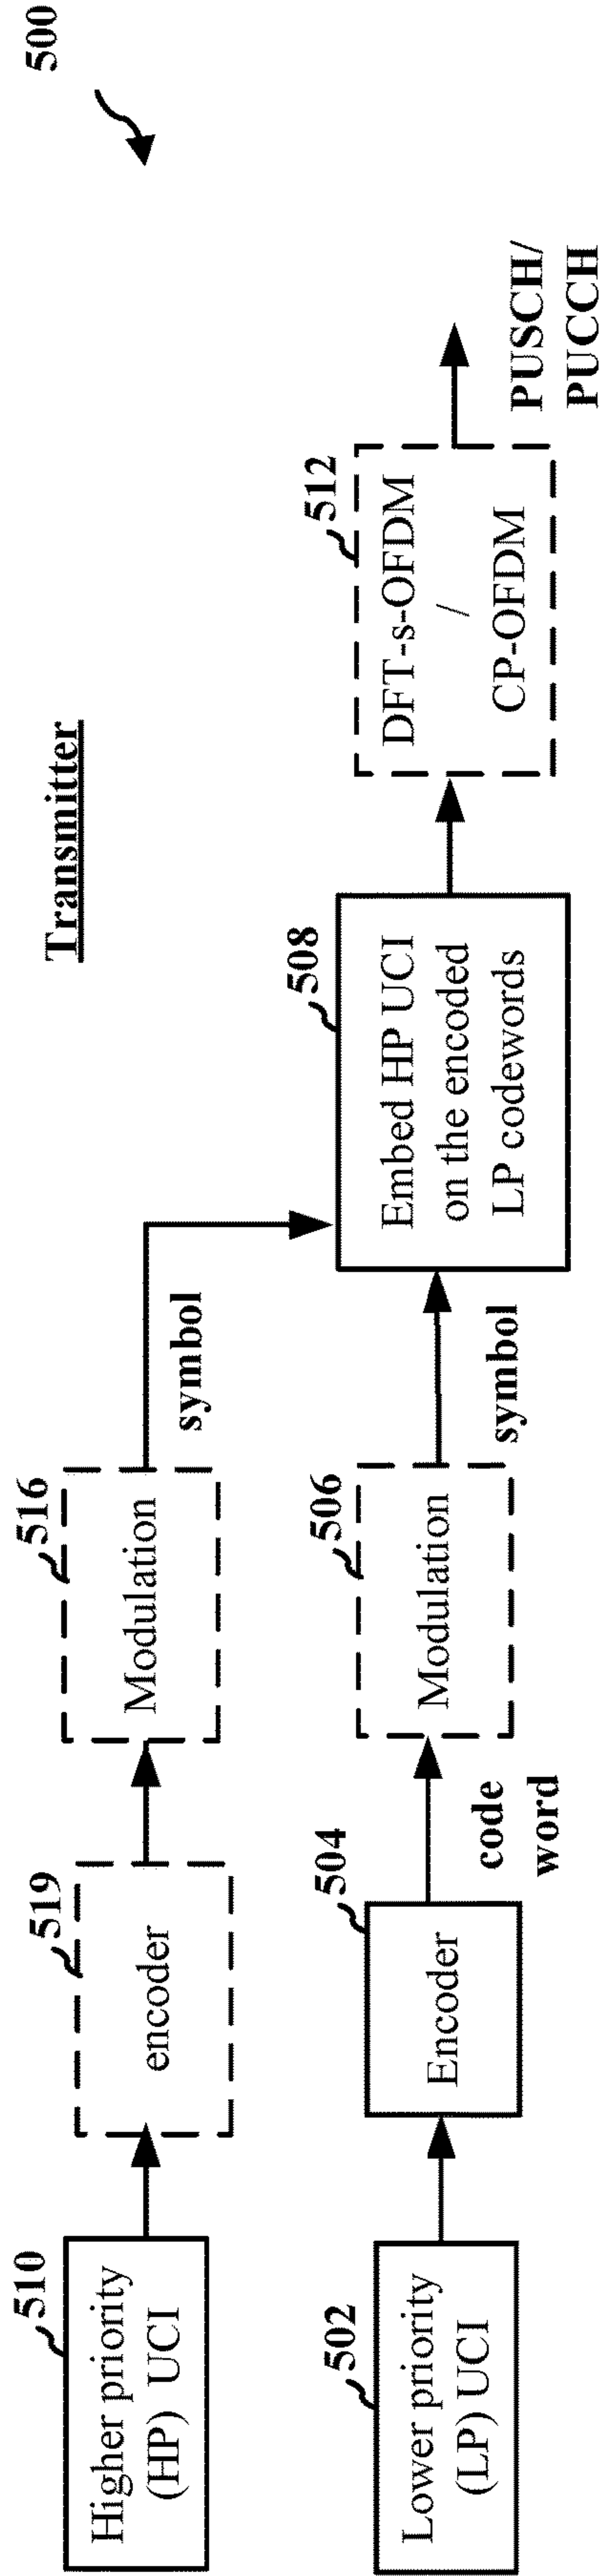 500
Transmitter
510
Higher priority
(HP) UCI
519
encoder
516
Modulation
symbol
502
Lower priority
(LP) UCI
504
Encoder
code
word
506
Modulation
symbol
508
Embed HP UCI
on the encoded
LP codewords
512
DFT-s-OFDM
/
CP-OFDM
PUSCH/
PUCCH